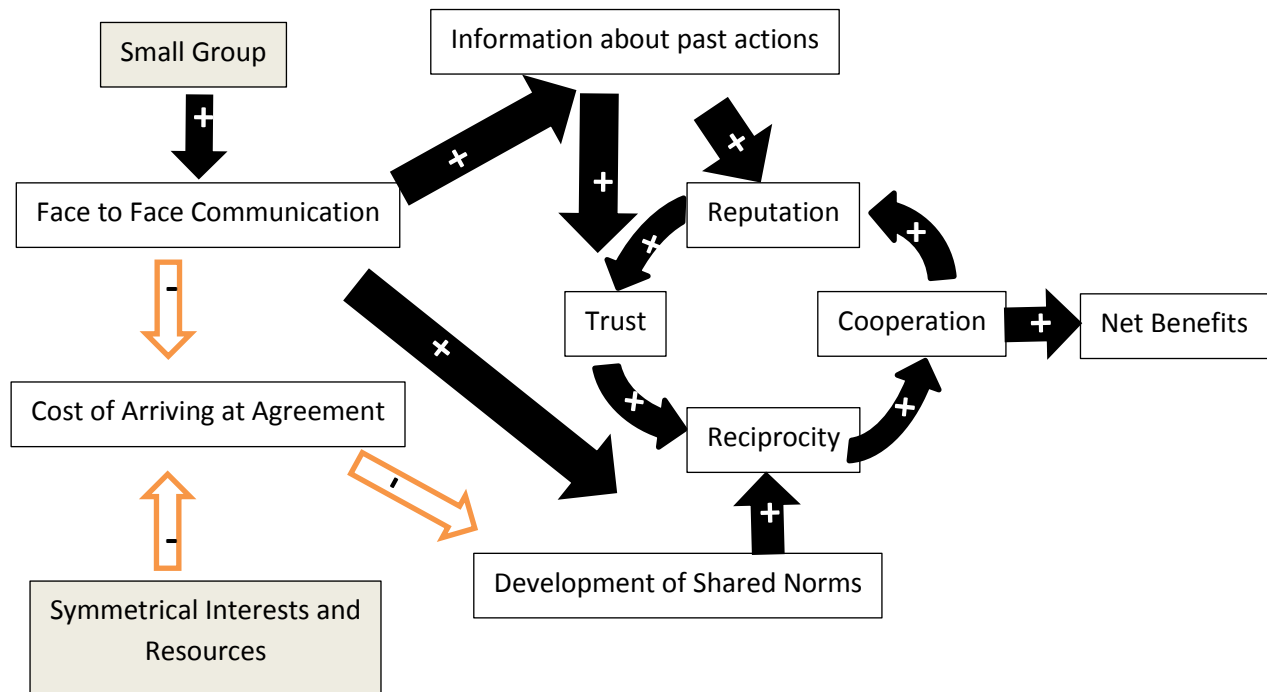 Small Group
Information about past actions
+
+
+
+
Face to Face Communication
Reputation
+
+
-
Trust
Cooperation
+
Net Benefits
+
Cost of Arriving at Agreement
+
+
Reciprocity
-
-
+
Development of Shared Norms
Symmetrical Interests and
Resources